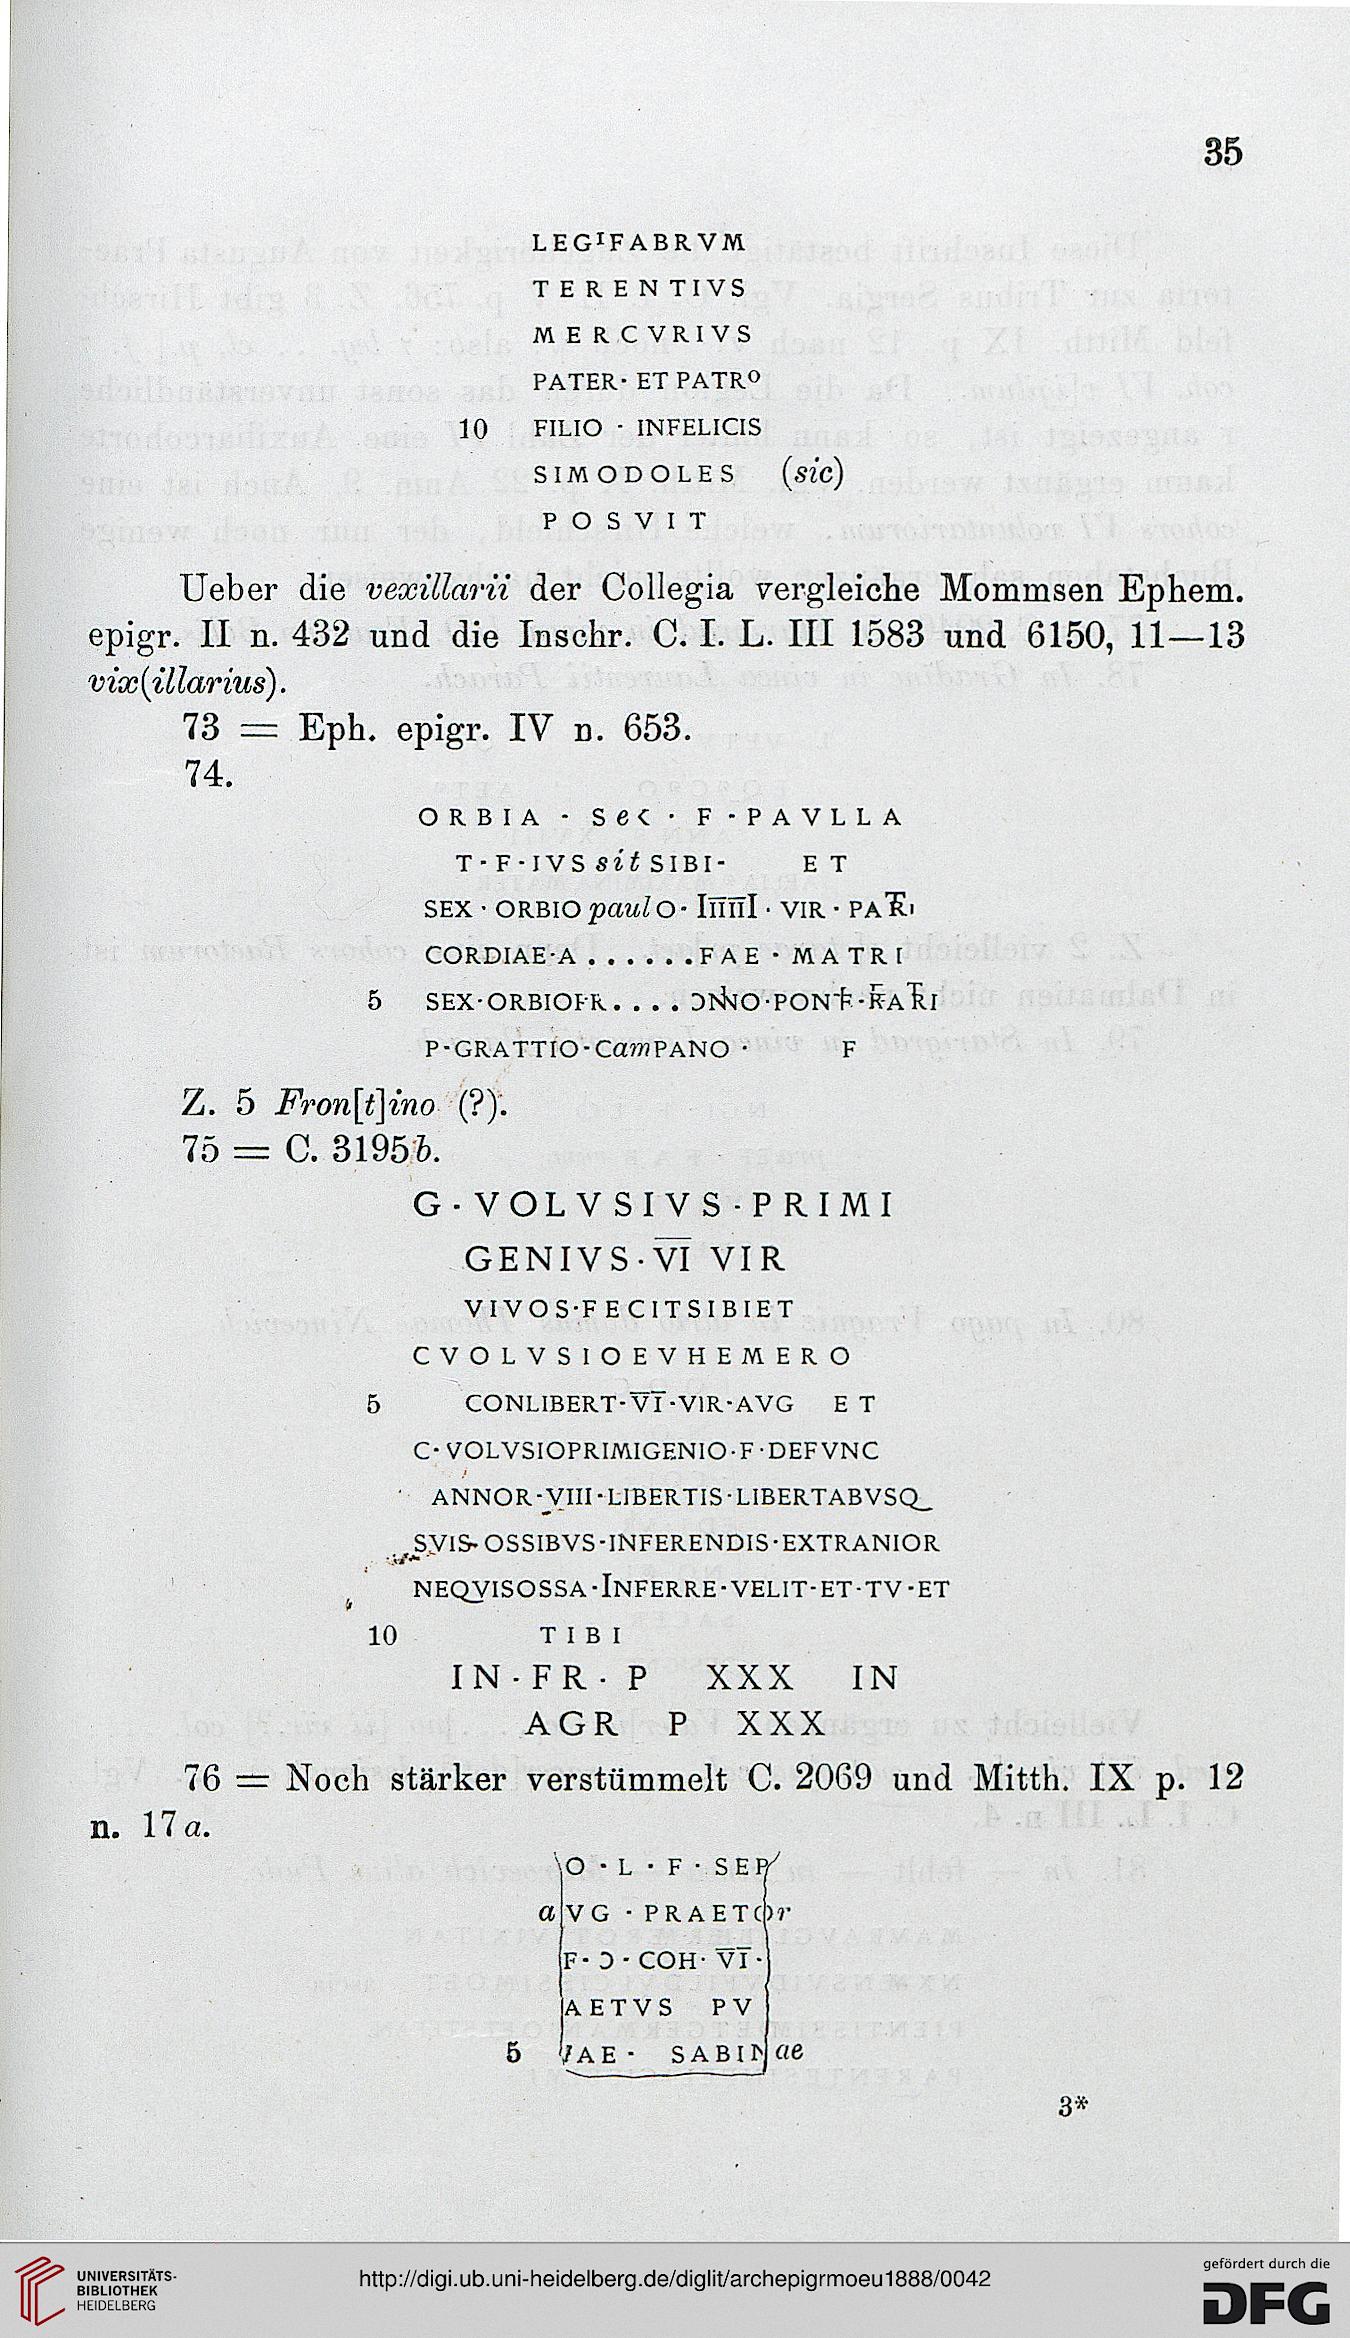 35
LEGIFABRVM
TERENTIVS
MERCVRIVS
PATER· ET PATRO
10 FILIO · INFELICIS
SIMODOLES (sic)
POSVIT
Ueber die vexillarii der Collegia vergleiche Mommsen Ephem.
epigr. II n. 432 und die Inschr. C. I. L. III 1583 und 6150, 11—13
vix(illarius).
73 = Eph. epigr. IV n. 653.
74.
ORBIA · Sec · F · PAVLLA
T · F · IVS sit SIBI · ET
SEX · ORBIO paulO · IIIIII · VIR · PATRI
CORDIAE·A . . . . . . FAE · MATRI
5 SEX·ORBIOFR. . . . ONNO·PONTF·FRATRI
P·GRATTIO·CamPANO · F
Z. 5 Fron[t]ino (?).
75 = C. 3195b.
G · VOLVSIVS · PRIMI
GENIVS · V̅I̅ VIR
VIVOS·FECITSIBIET
CVOLVSIOEVHEMERO
5 CONLIBERT·V̅I̅·VIR·AVG ET
C·VOLVSIOPRIMIGENIO·F·DEFVNC
ANNOR·VIII·LIBERTIS·LIBERTABVSQ
SVIS·OSSIBVS·INFERENDIS·EXTRANIOR
NEQVISOSSA·INFERRE·VELIT·ET·TV·ET
10 TIBI
IN · FR · P XXX IN
AGR P XXX
76 = Noch stärker verstümmelt C. 2069 und Mitth. IX p. 12
n. 17a.
O · L · F · SEP
aVG · PRAETOr
F · Ɔ · COH · V̅I̅ ·
AETVS PV
5 IAE · SABINae
3*
UNIVERSITÄTS-
BIBLIOTHEK
HEIDELBERG
http://digi.ub.uni-heidelberg.de/diglit/archepigrmoeu1888/0042
gefördert durch die
DFG